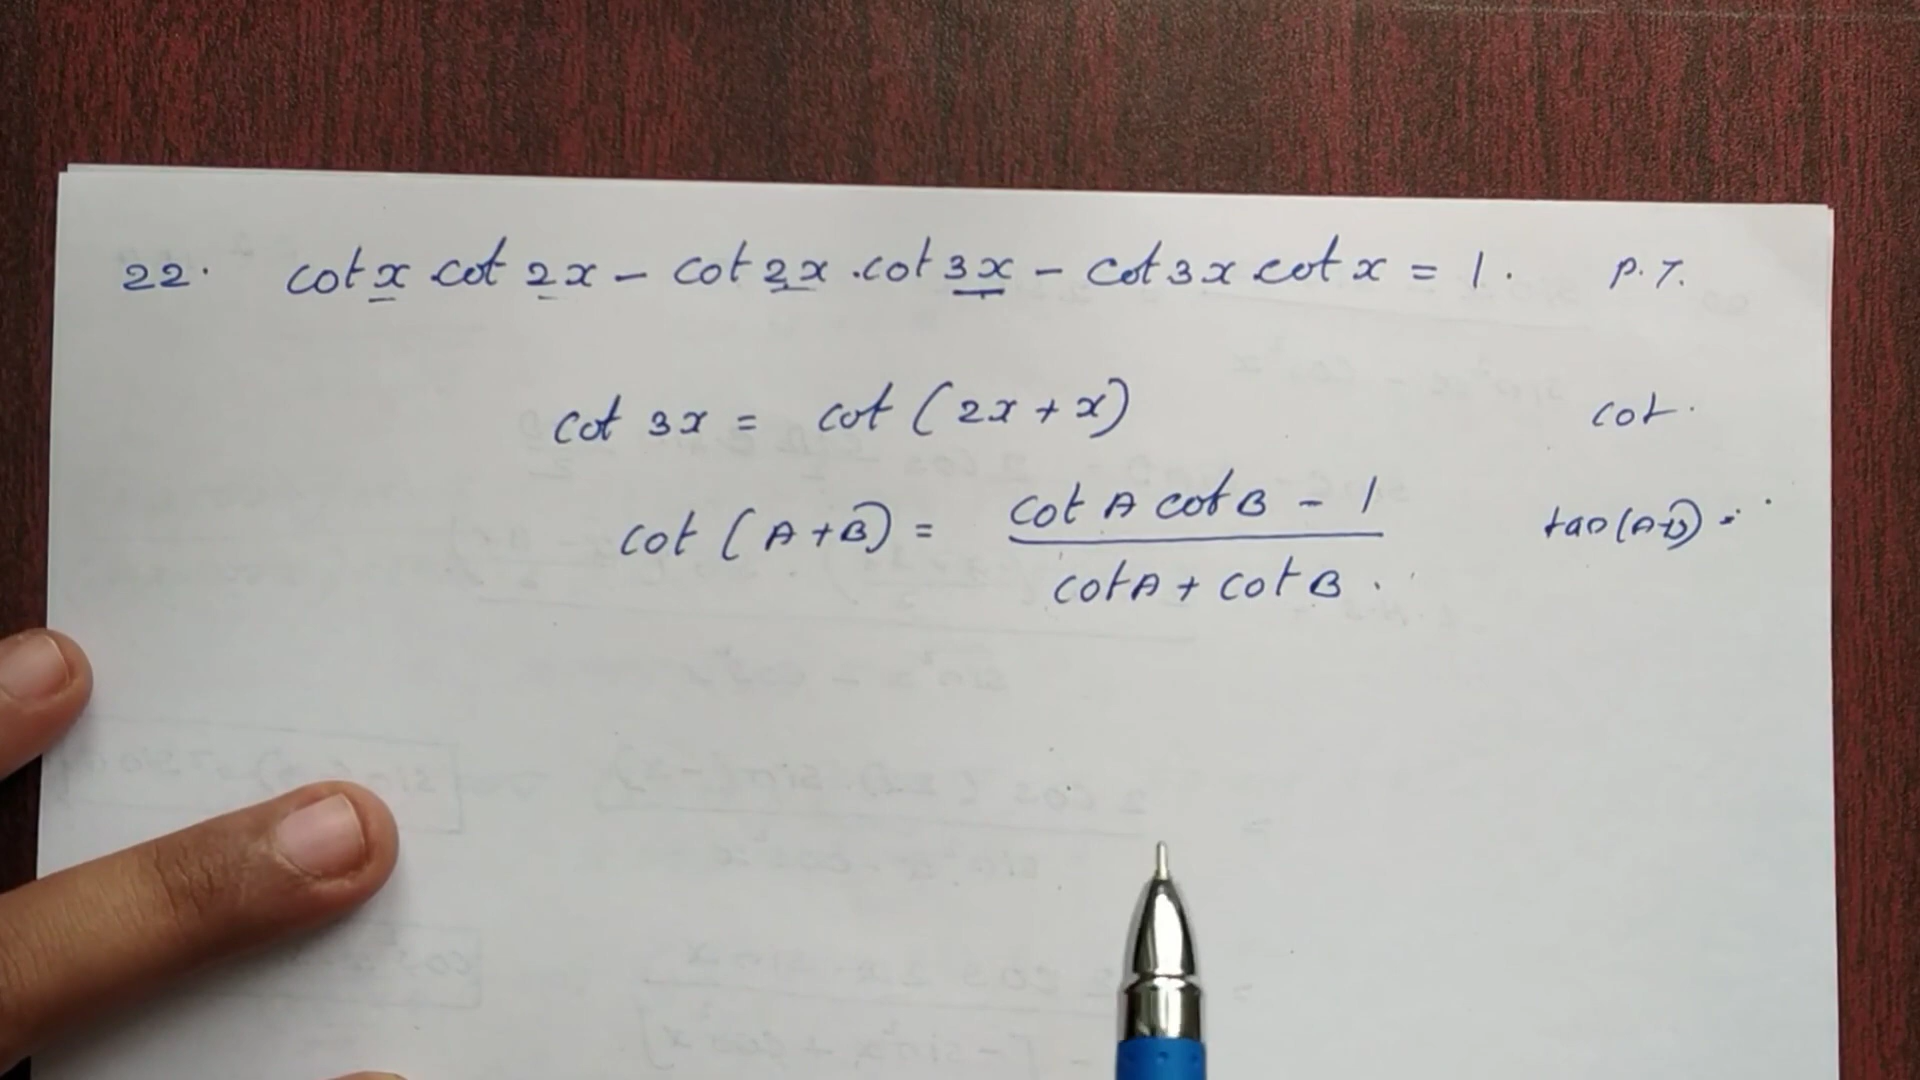 22. cot x cot 2x - cot 2x . cot 3x - cot 3x cot x = 1. P.T.
cot 3x = cot (2x + x) cot.
cot (A+B) = cot A cot B - 1 / cot A + cot B . tan(A+B) =